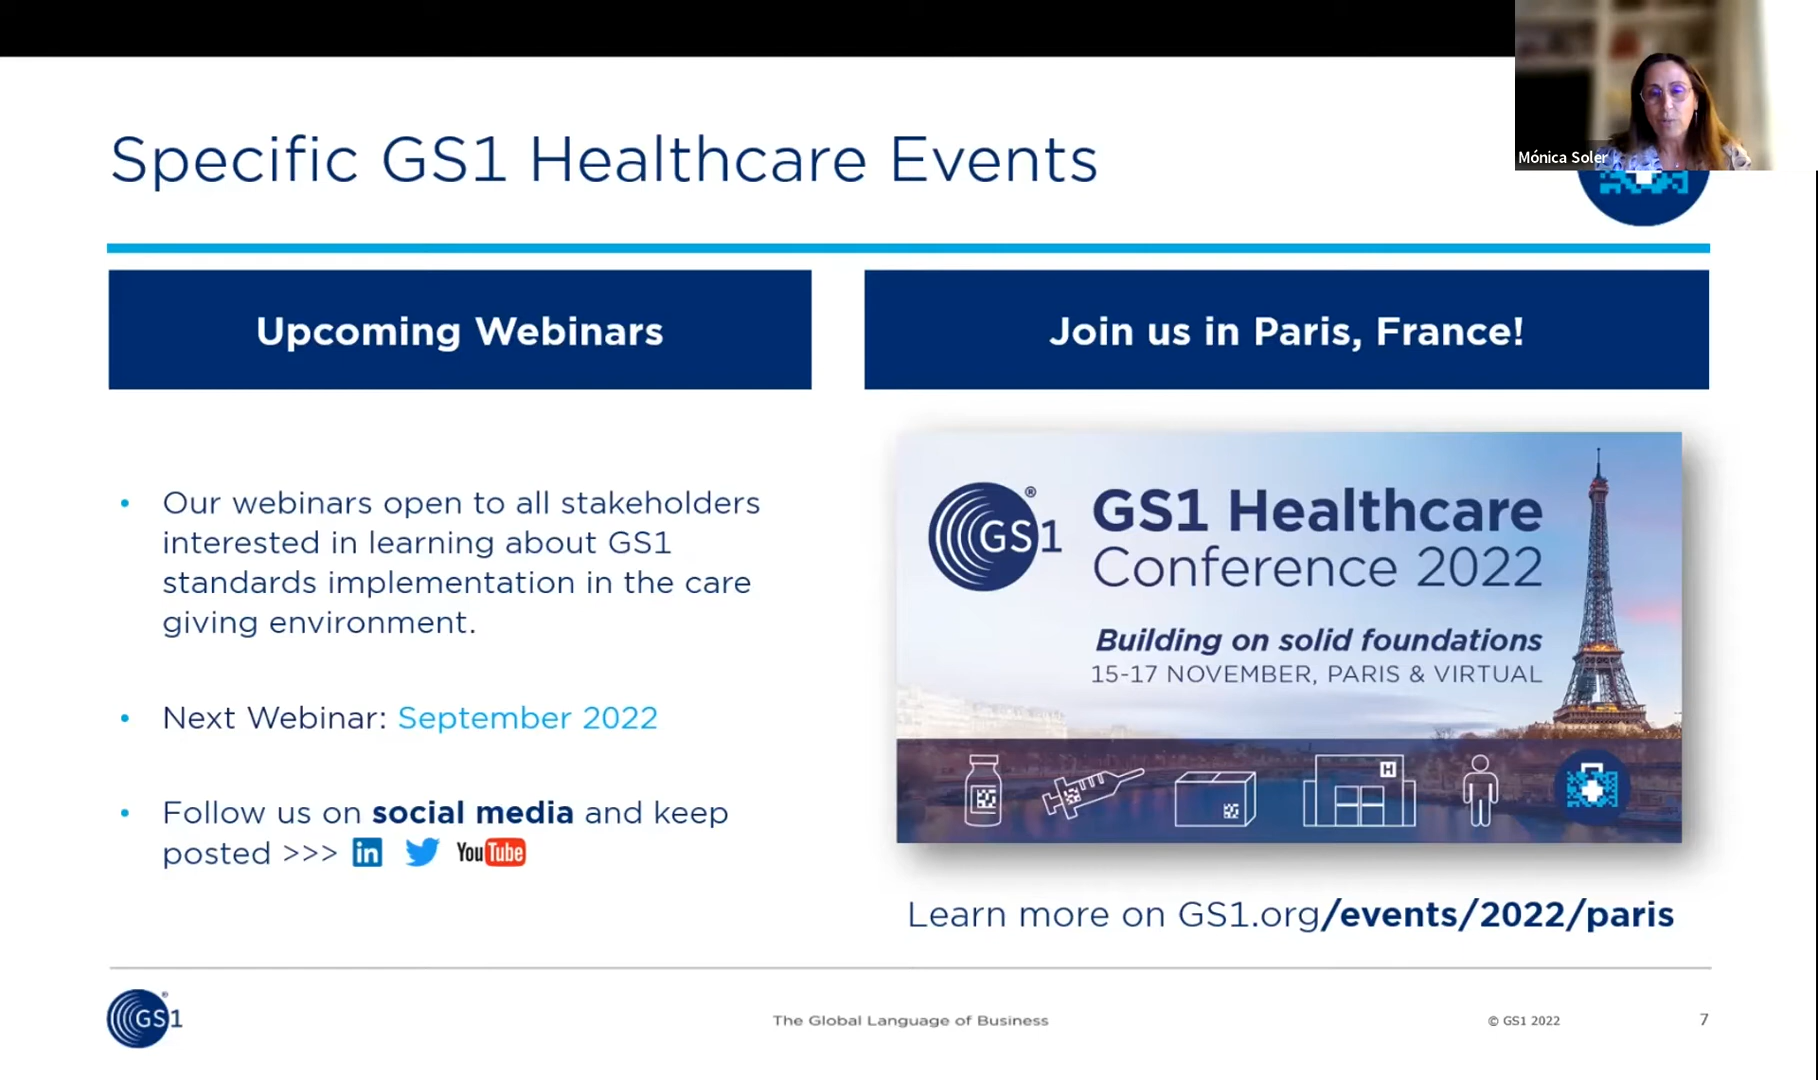 Mónica Soler
Specific GS1 Healthcare Events
Upcoming Webinars
• Our webinars open to all stakeholders
interested in learning about GS1
standards implementation in the care
giving environment.
• Next Webinar: September 2022
• Follow us on social media and keep
posted >>> in YouTube
Join us in Paris, France!
GS1®
GS1 Healthcare
Conference 2022
Building on solid foundations
15-17 NOVEMBER, PARIS & VIRTUAL
H
Learn more on GS1.org/events/2022/paris
GS1®
The Global Language of Business
© GS1 2022
7